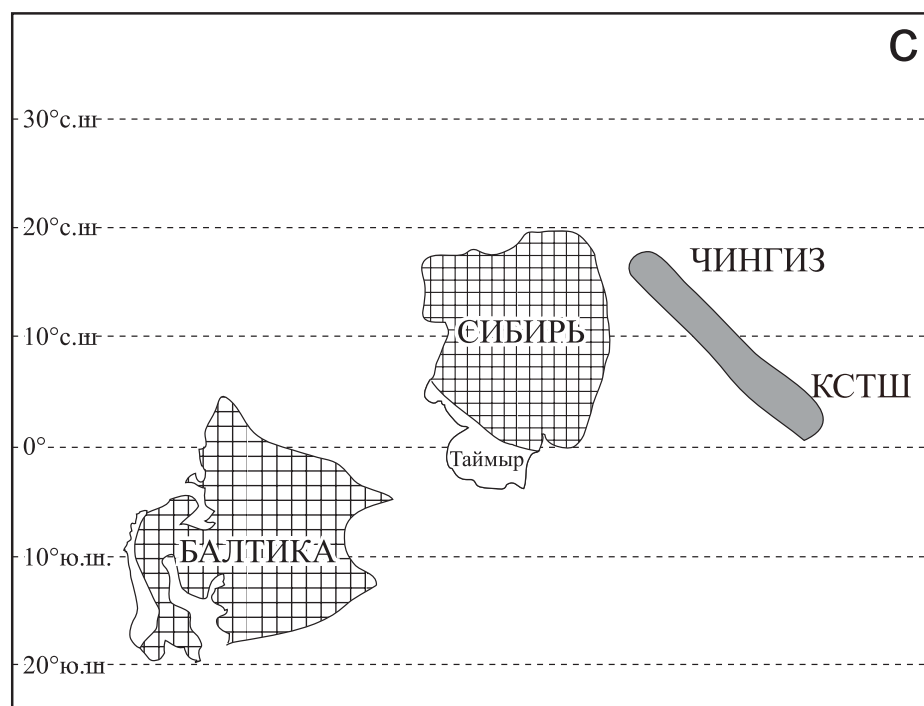 С
30°с.ш
20°с.ш
ЧИНГИЗ
10°с.ш
СИБИРЬ
КСТШ
0°
Таймыр
10°ю.ш.
БАЛТИКА
20°ю.ш